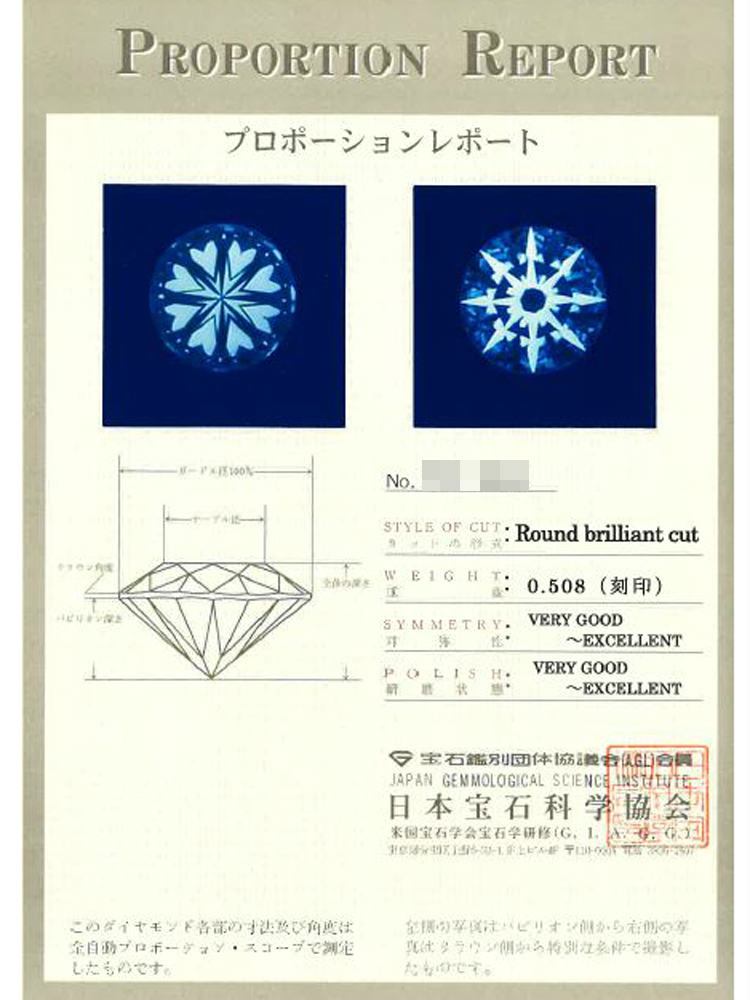 PROPORTION REPORT
プロポーションレポート
ガードル径100%
テーブル径
クラウン角度
全体の深さ
パビリオン深さ
No.
STYLE OF CUT: Round brilliant cut
カットの形式
WEIGHT: 0.508 (刻印)
重量
SYMMETRY: VERY GOOD
対称性 ～EXCELLENT
POLISH: VERY GOOD
研磨状態 ～EXCELLENT
宝石鑑別団体協議会(AGL)会員
JAPAN GEMMOLOGICAL SCIENCE INSTITUTE
日本宝石科学協会
米国宝石学会宝石学研修(G. I. A. G. G.)
このダイヤモンド各部の寸法及び角度は
全自動プロポーション・スコープで測定
したものです。
左側の写真はパビリオン側から右側の写
真はクラウン側から特別な条件で撮影し
たものです。